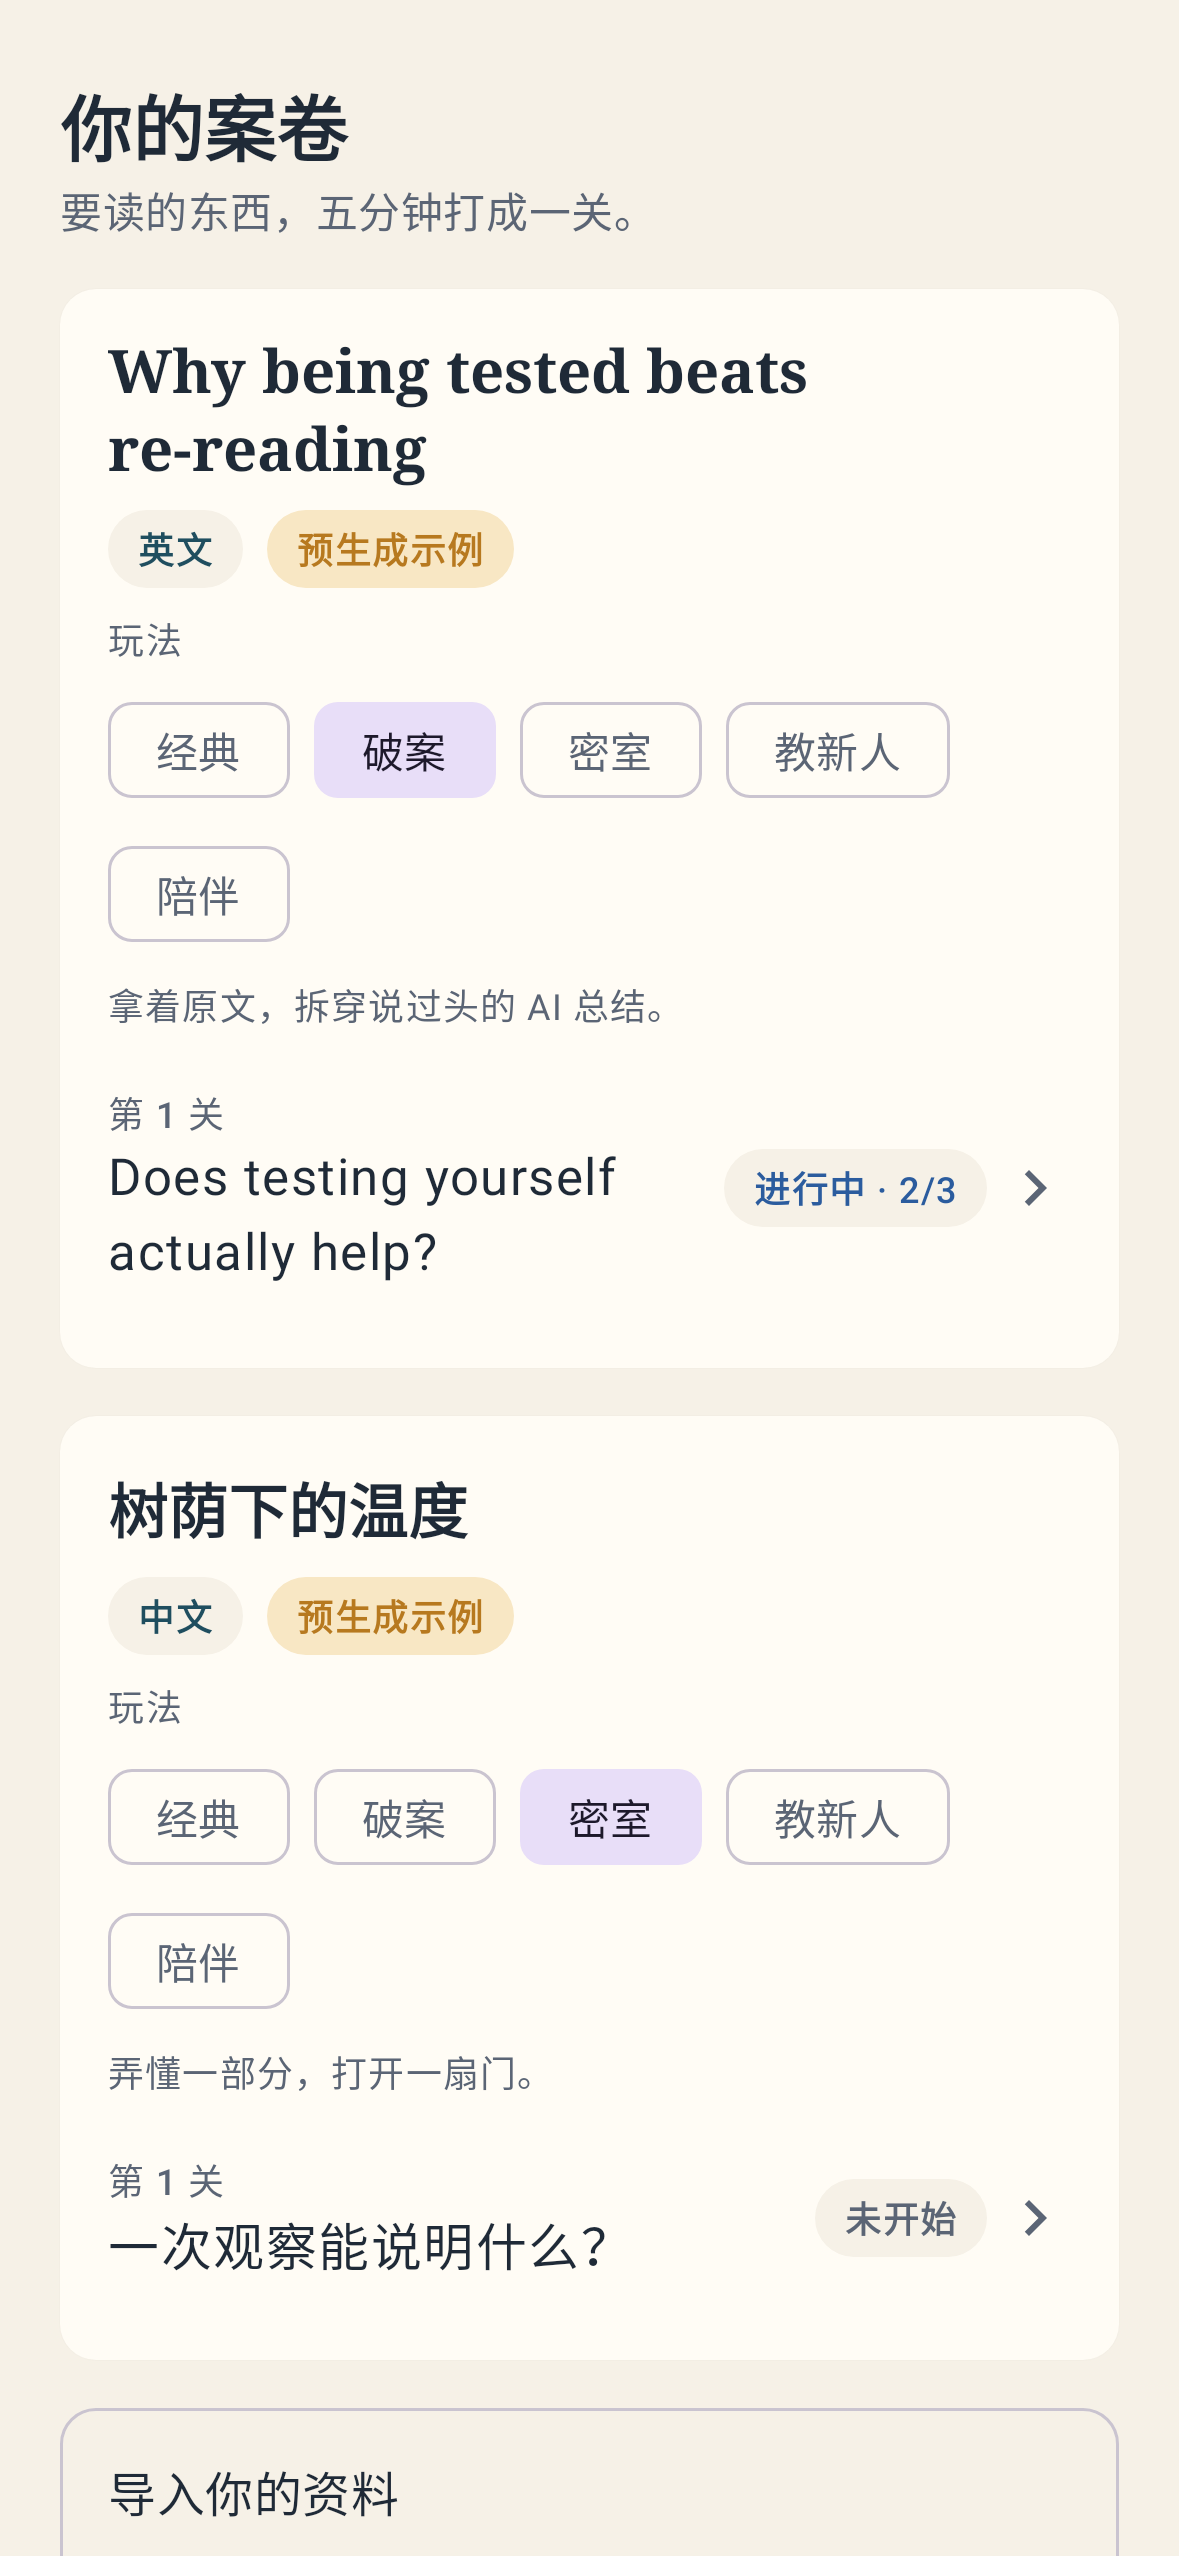 你的案卷
要读的东西，五分钟打成一关。
Why being tested beats
re-reading
英文 预生成示例
玩法
经典 破案 密室 教新人
陪伴
拿着原文，拆穿说过头的 AI 总结。
第 1 关
Does testing yourself
actually help?
进行中 · 2/3
树荫下的温度
中文 预生成示例
玩法
经典 破案 密室 教新人
陪伴
弄懂一部分，打开一扇门。
第 1 关
一次观察能说明什么？
未开始
导入你的资料